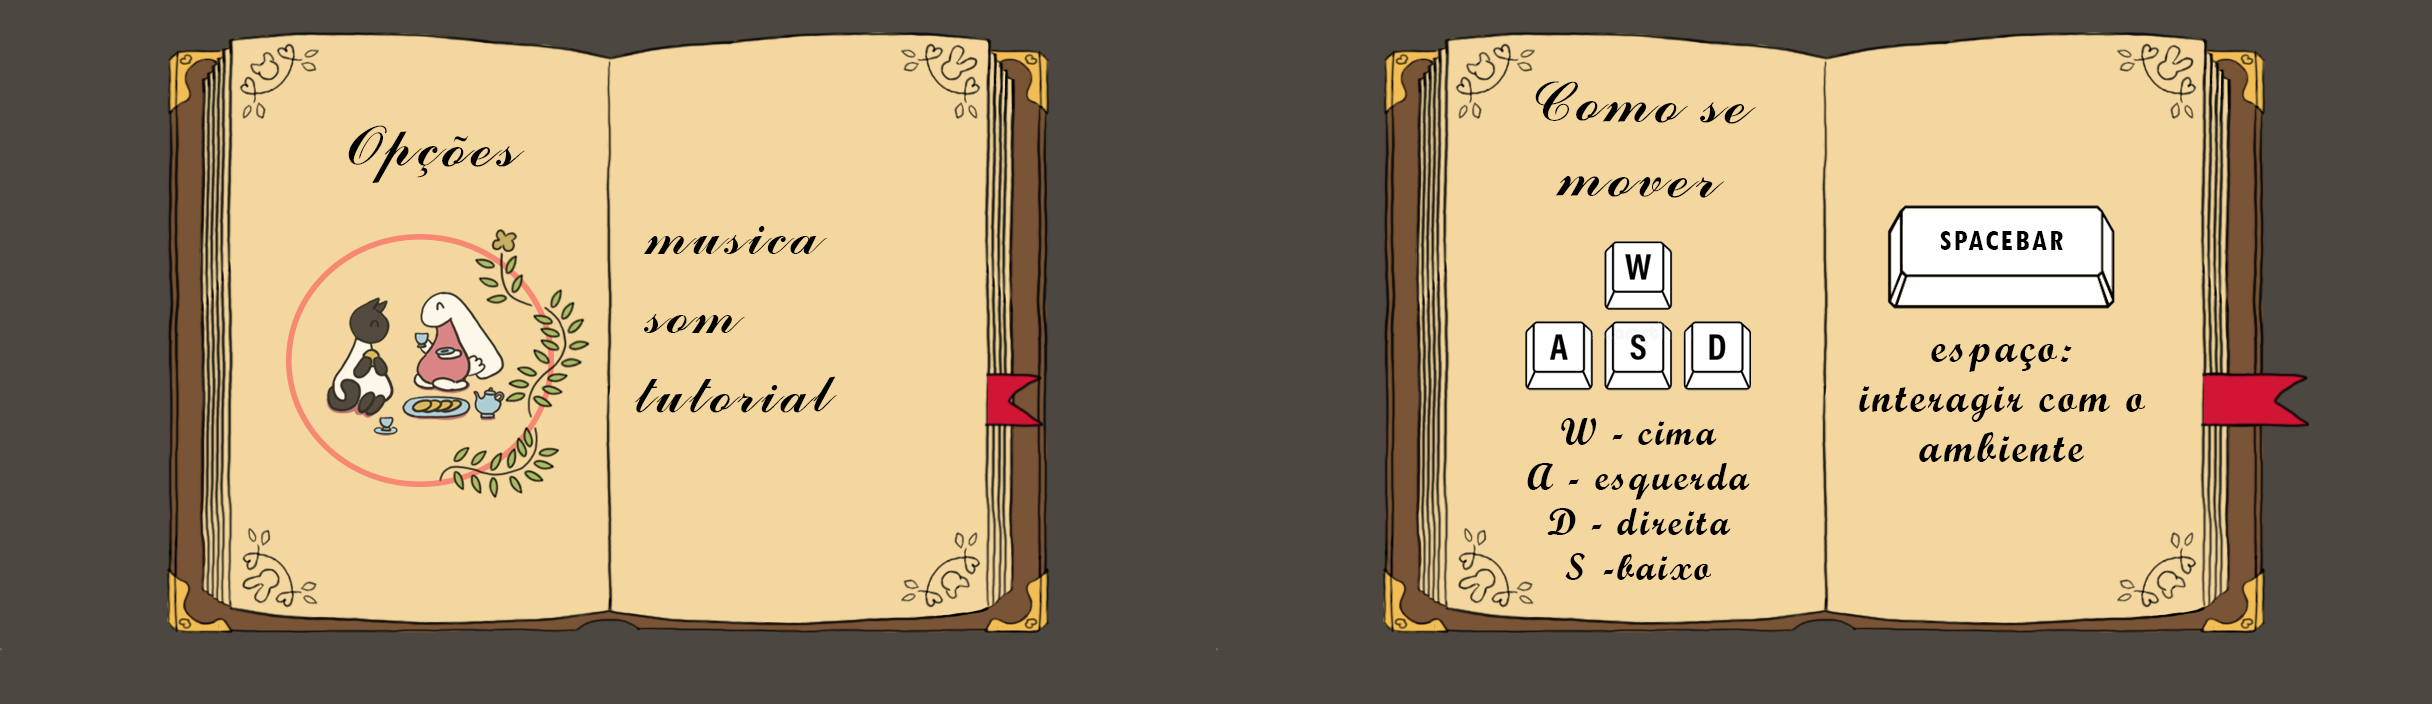 Opções
musica
som
tutorial
Como se
mover
W
A S D
W - cima
A - esquerda
D - direita
S -baixo
SPACEBAR
espaço:
interagir com o
ambiente